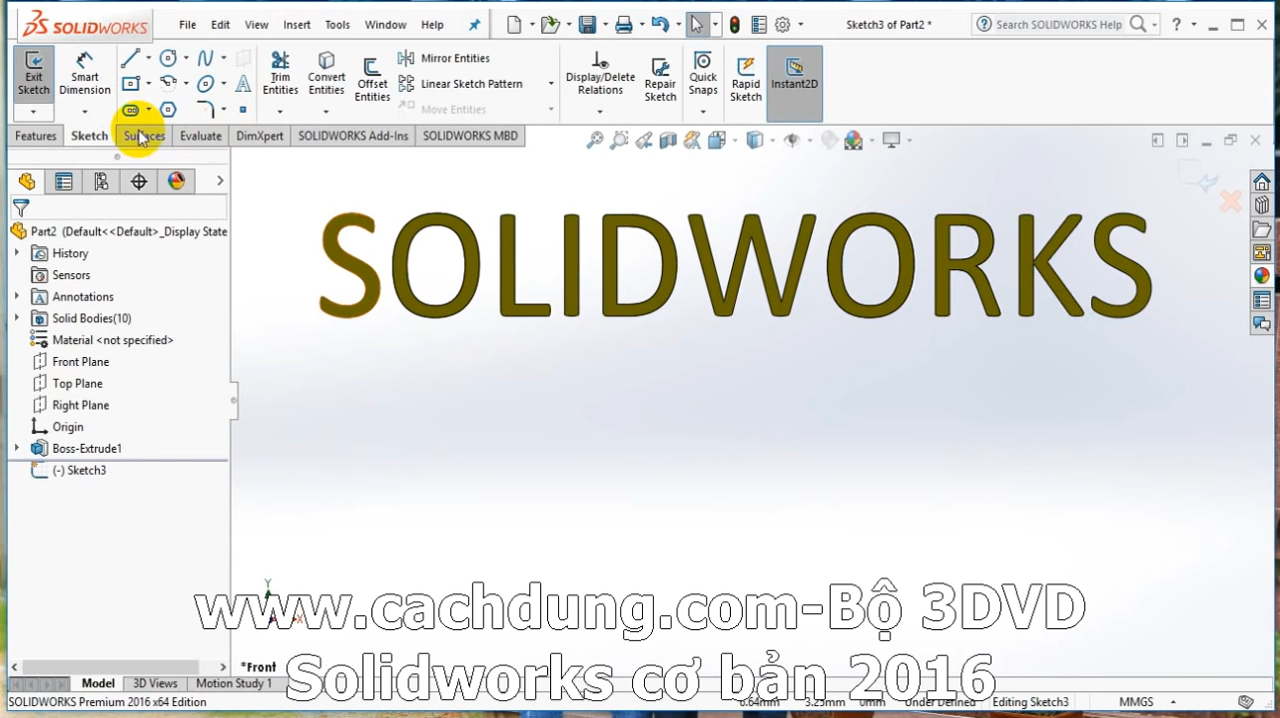 SOLIDWORKS File Edit View Insert Tools Window Help Sketch3 of Part2 * Search SOLIDWORKS Help ?
Exit Sketch
Smart Dimension
Trim Entities
Convert Entities
Offset Entities
Mirror Entities
Linear Sketch Pattern
Move Entities
Display/Delete Relations
Repair Sketch
Quick Snaps
Rapid Sketch
Instant2D
Features Sketch Surfaces Evaluate DimXpert SOLIDWORKS Add-Ins SOLIDWORKS MBD
Part2 (Default<<Default>_Display State
History
Sensors
Annotations
Solid Bodies(10)
Material <not specified>
Front Plane
Top Plane
Right Plane
Origin
Boss-Extrude1
(-) Sketch3
SOLIDWORKS
Y
X
www.cachdung.com-Bộ 3DVD
Solidworks cơ bản 2016
*Front
Model 3D Views Motion Study 1
SOLIDWORKS Premium 2016 x64 Edition 6.64mm 3.25mm 0mm Under Defined Editing Sketch3 MMGS